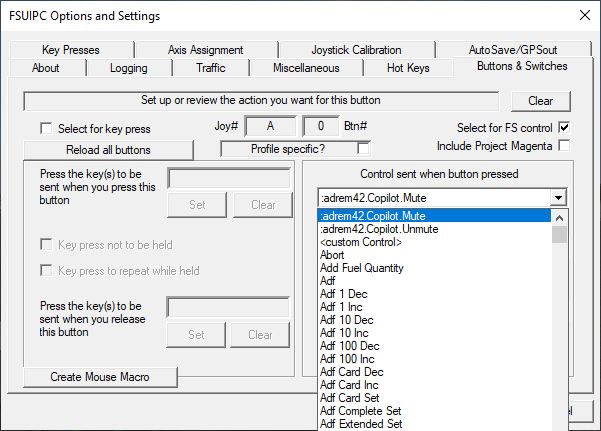 FSUIPC Options and Settings
Key Presses
Axis Assignment
Joystick Calibration
AutoSave/GPSout
About
Logging
Traffic
Miscellaneous
Hot Keys
Buttons & Switches
Set up or review the action you want for this button
Clear
Select for key press
Joy#
A
0
Btn#
Select for FS control
Reload all buttons
Profile specific?
Include Project Magenta
Press the key(s) to be
sent when you press this
button
Set
Clear
Key press not to be held
Key press to repeat while held
Press the key(s) to be
sent when you release
this button
Set
Clear
Create Mouse Macro
Control sent when button pressed
:adrem42.Copilot.Mute
:adrem42.Copilot.Mute
:adrem42.Copilot.Unmute
<custom Control>
Abort
Add Fuel Quantity
Adf
Adf 1 Dec
Adf 1 Inc
Adf 10 Dec
Adf 10 Inc
Adf 100 Dec
Adf 100 Inc
Adf Card Dec
Adf Card Inc
Adf Card Set
Adf Complete Set
Adf Extended Set